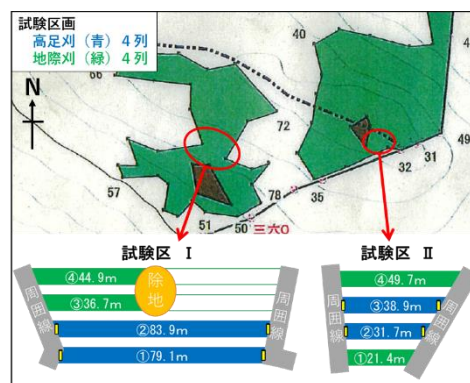 試験区画
高足刈（青）４列
地際刈（緑）４列
N
66
40
4
72
49
57
31
32
78
35
51
50
三六〇
試験区 Ⅰ
試験区 Ⅱ
④44.9m
除地
③36.7m
②83.9m
①79.1m
周囲線
周囲線
④49.7m
③38.9m
②31.7m
①21.4m
周囲線
周囲線